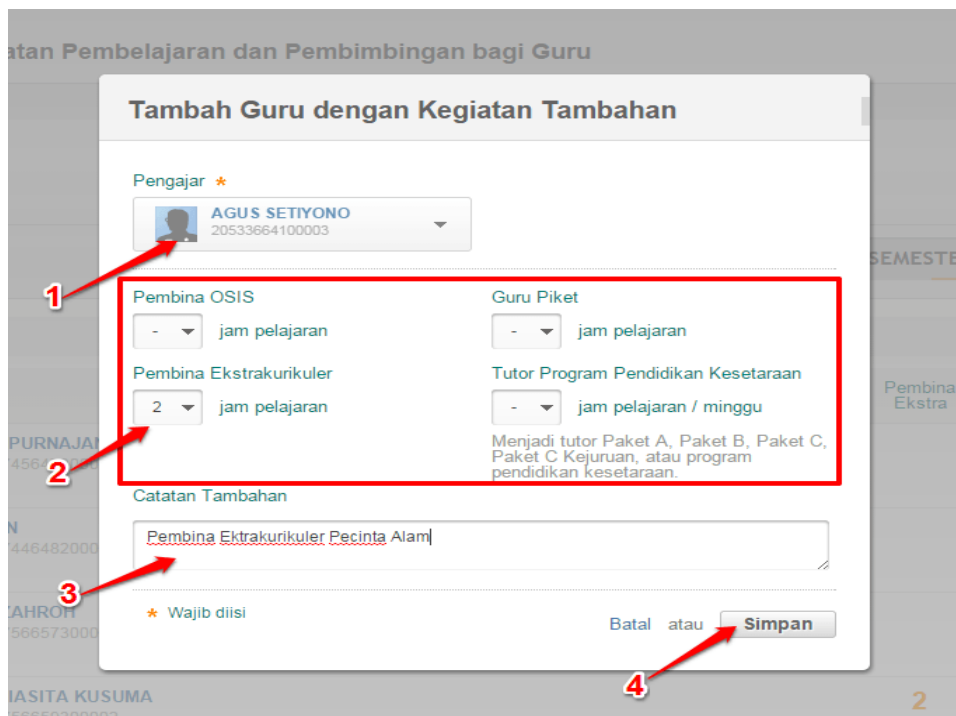 atan Pembelajaran dan Pembimbingan bagi Guru
Tambah Guru dengan Kegiatan Tambahan
Pengajar *
AGUS SETIYONO
20533664100003
SEMESTE
1
Pembina OSIS
- jam pelajaran
Guru Piket
- jam pelajaran
Pembina Ekstrakurikuler
2 jam pelajaran
Tutor Program Pendidikan Kesetaraan
- jam pelajaran / minggu
Menjadi tutor Paket A, Paket B, Paket C,
Paket C Kejuruan, atau program
pendidikan kesetaraan.
Pembina
Ekstra
PURNAJA
2
Catatan Tambahan
Pembina Ektrakurikuler Pecinta Alam
N
7446482000
3
ZAHROH
7566573000
* Wajib diisi
Batal atau Simpan
4
IASITA KUSUMA
2